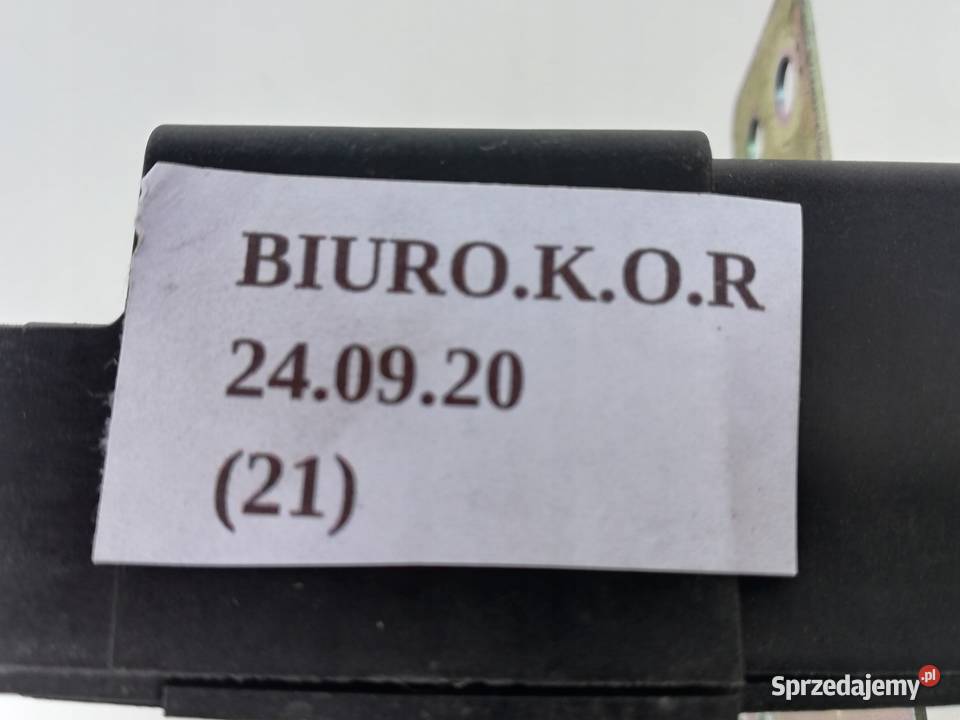 BIURO.K.O.R
24.09.20
(21)
Sprzedajemy.pl